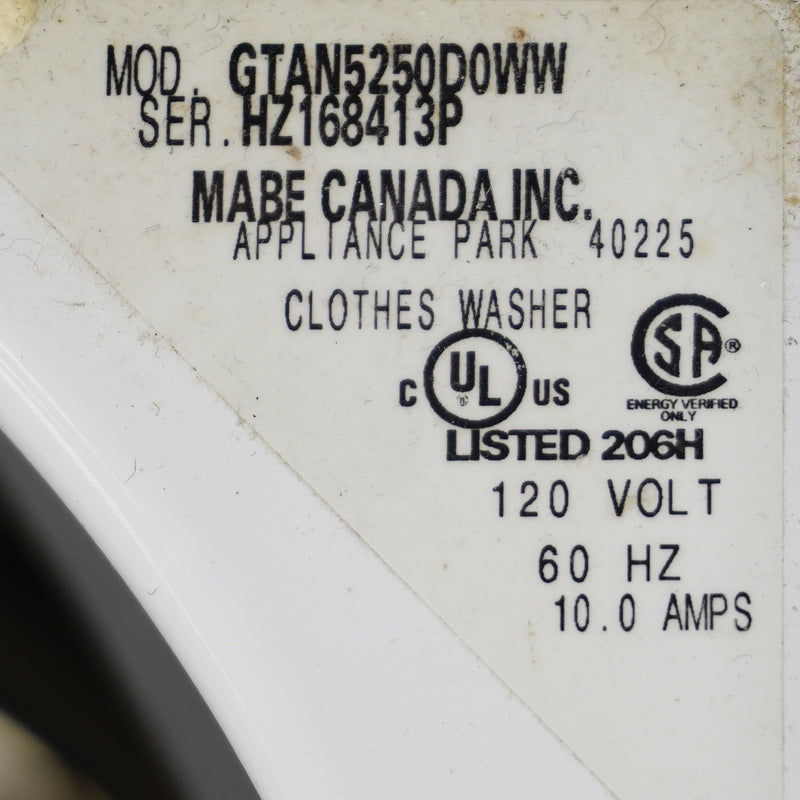 MOD. GTAN5250D0WW
SER. HZ168413P
MABE CANADA INC.
APPLIANCE PARK 40225
CLOTHES WASHER
SA®
ENERGY VERIFIED
ONLY
C UL® US
LISTED 206H
120 VOLT
60 HZ
10.0 AMPS